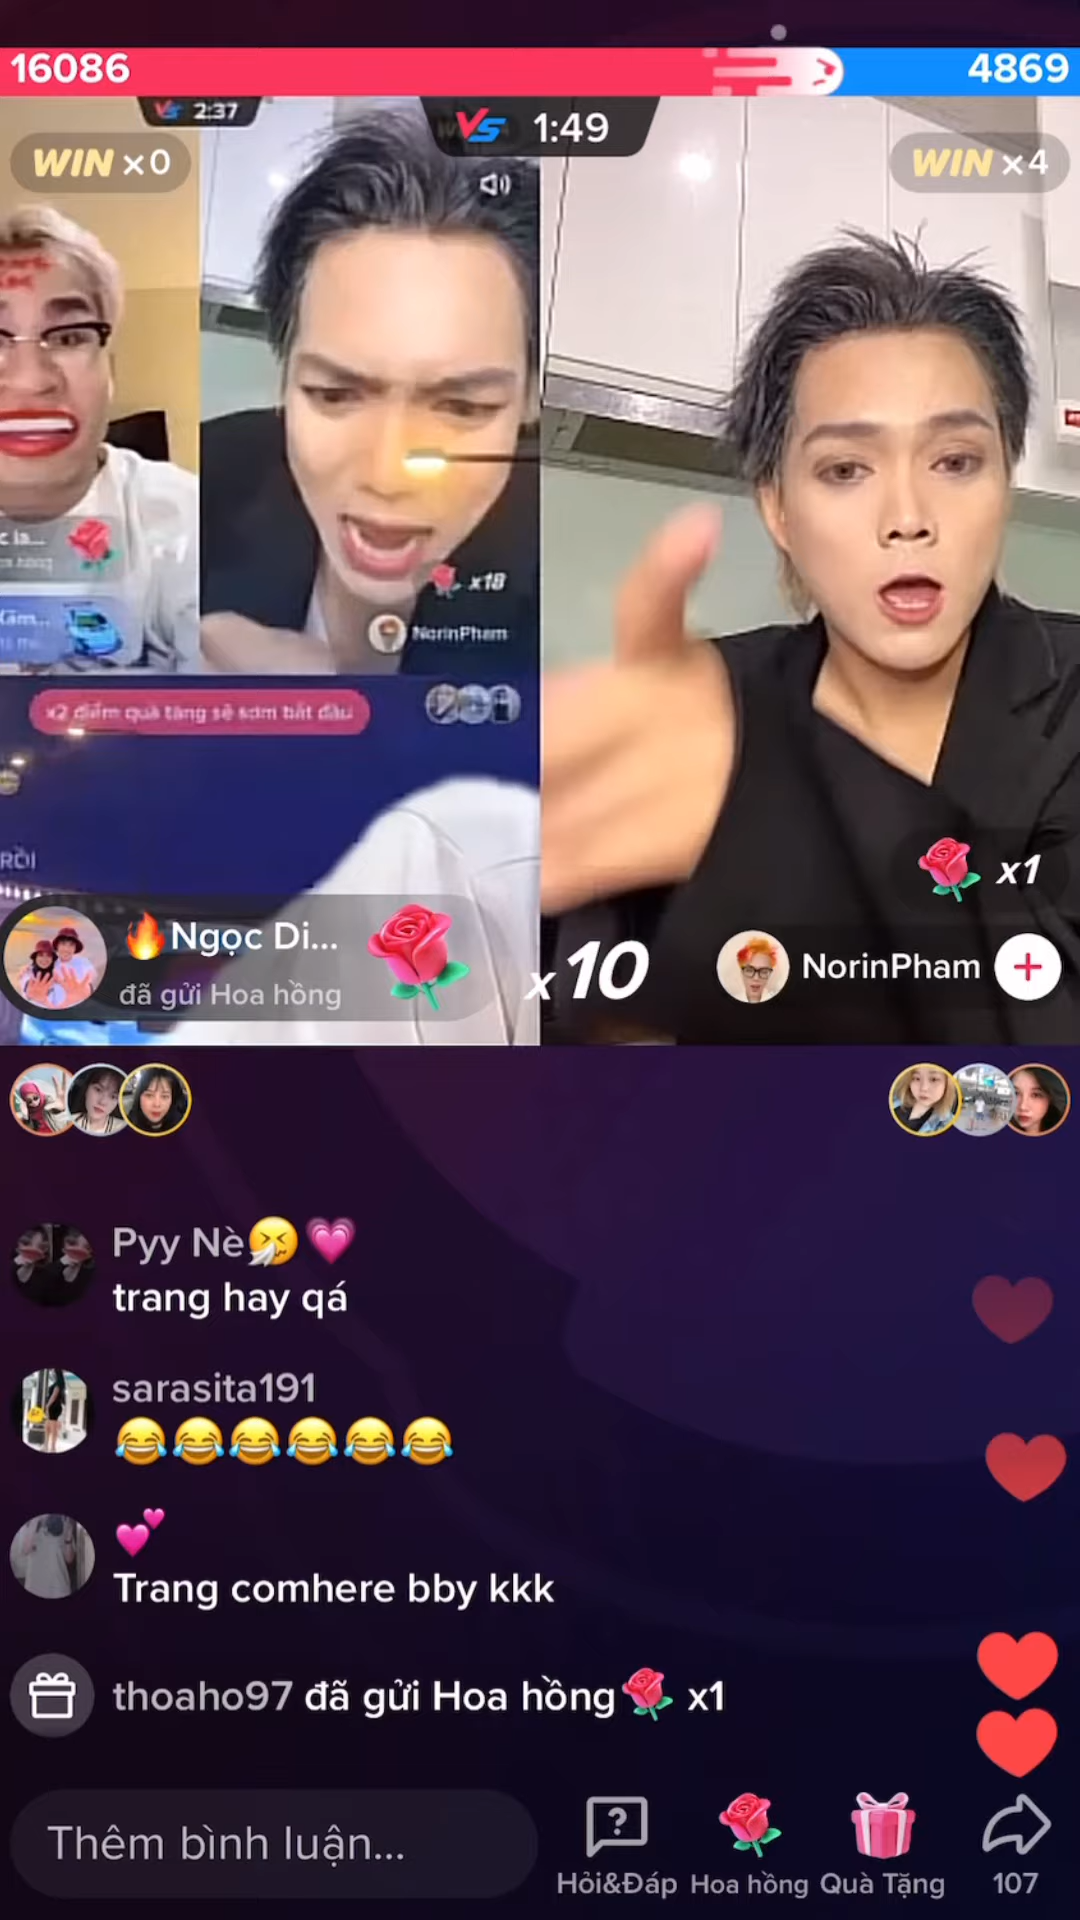 16086
4869
VS 2:37
VS 1:49
WIN x0
WIN x4
x18
NorinPham
x2 điểm quà tặng sẽ sớm bắt đầu
RỒI
x1
🔥Ngọc Di...
đã gửi Hoa hồng
x10
NorinPham
Pyy Nè🤧💗
trang hay qá
sarasita191
😂😂😂😂😂😂
💕
Trang comhere bby kkk
thoaho97 đã gửi Hoa hồng🌹 x1
Thêm bình luận...
Hỏi&Đáp
Hoa hồng
Quà Tặng
107